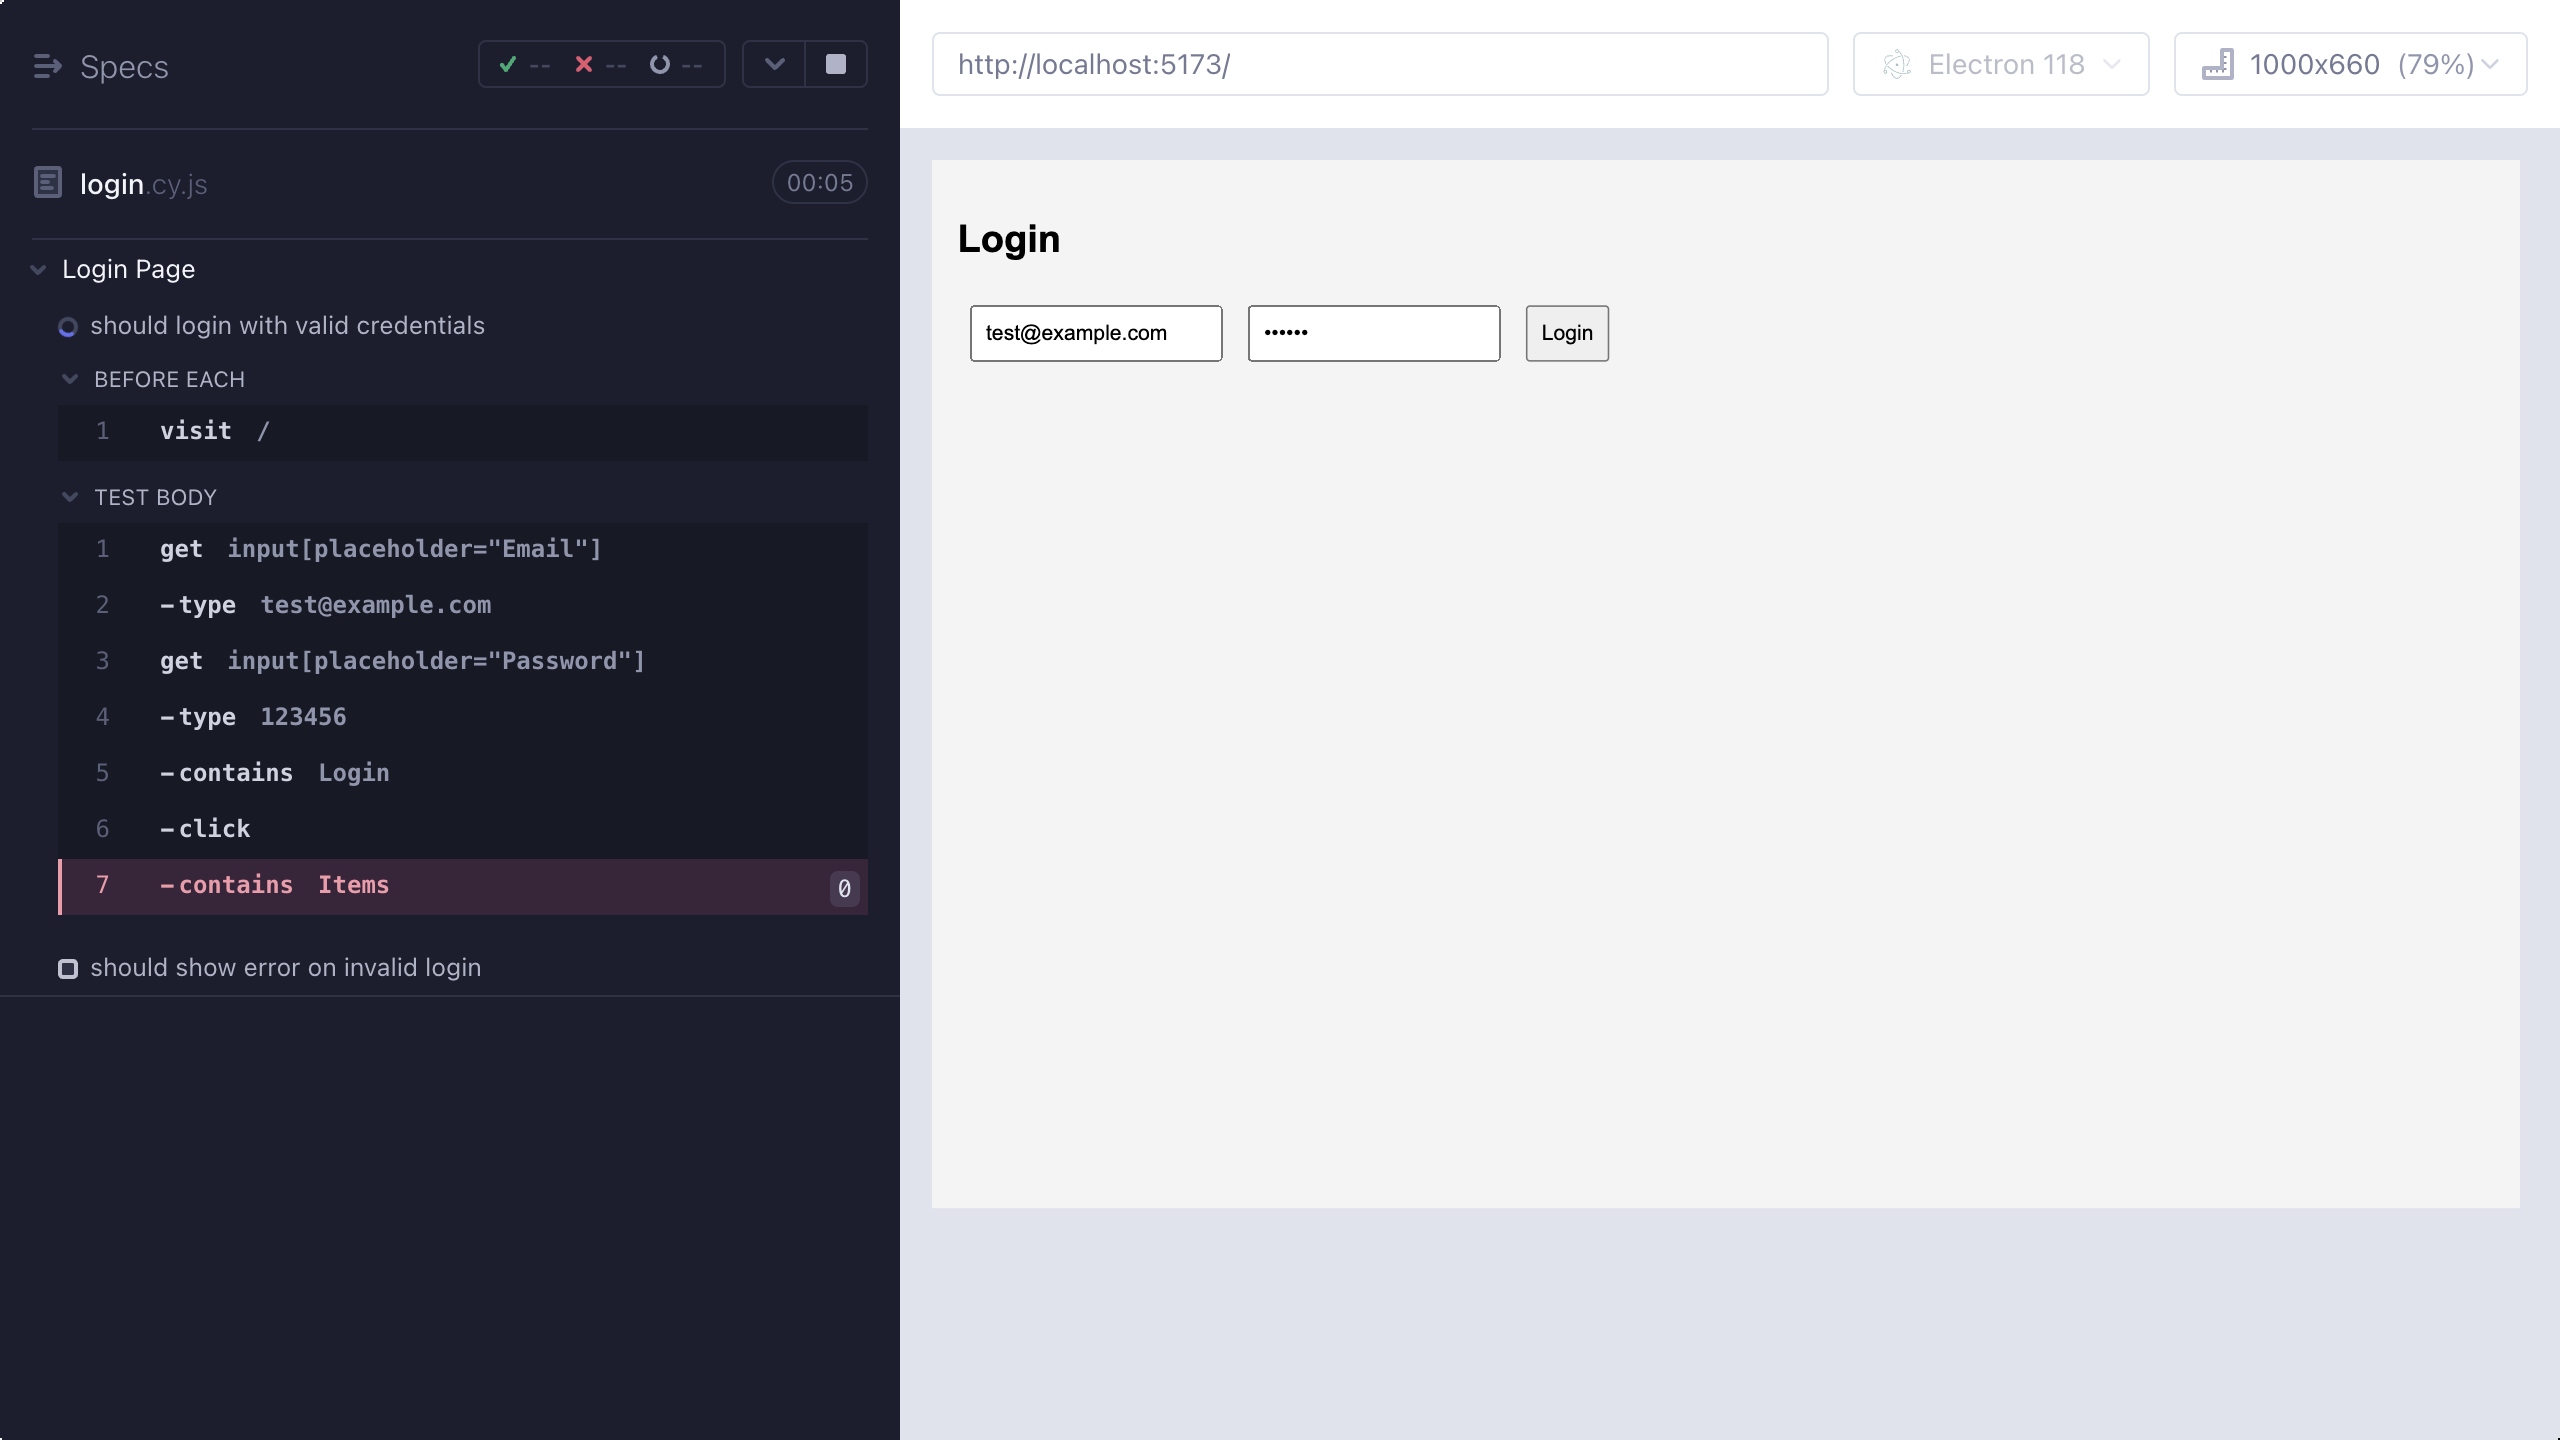 Specs
-- -- --
login.cy.js 00:05
Login Page
should login with valid credentials
BEFORE EACH
1 visit /
TEST BODY
1 get input[placeholder="Email"]
2 -type test@example.com
3 get input[placeholder="Password"]
4 -type 123456
5 -contains Login
6 -click
7 -contains Items 0
should show error on invalid login
http://localhost:5173/ Electron 118 1000x660 (79%)
Login
test@example.com •••••• Login